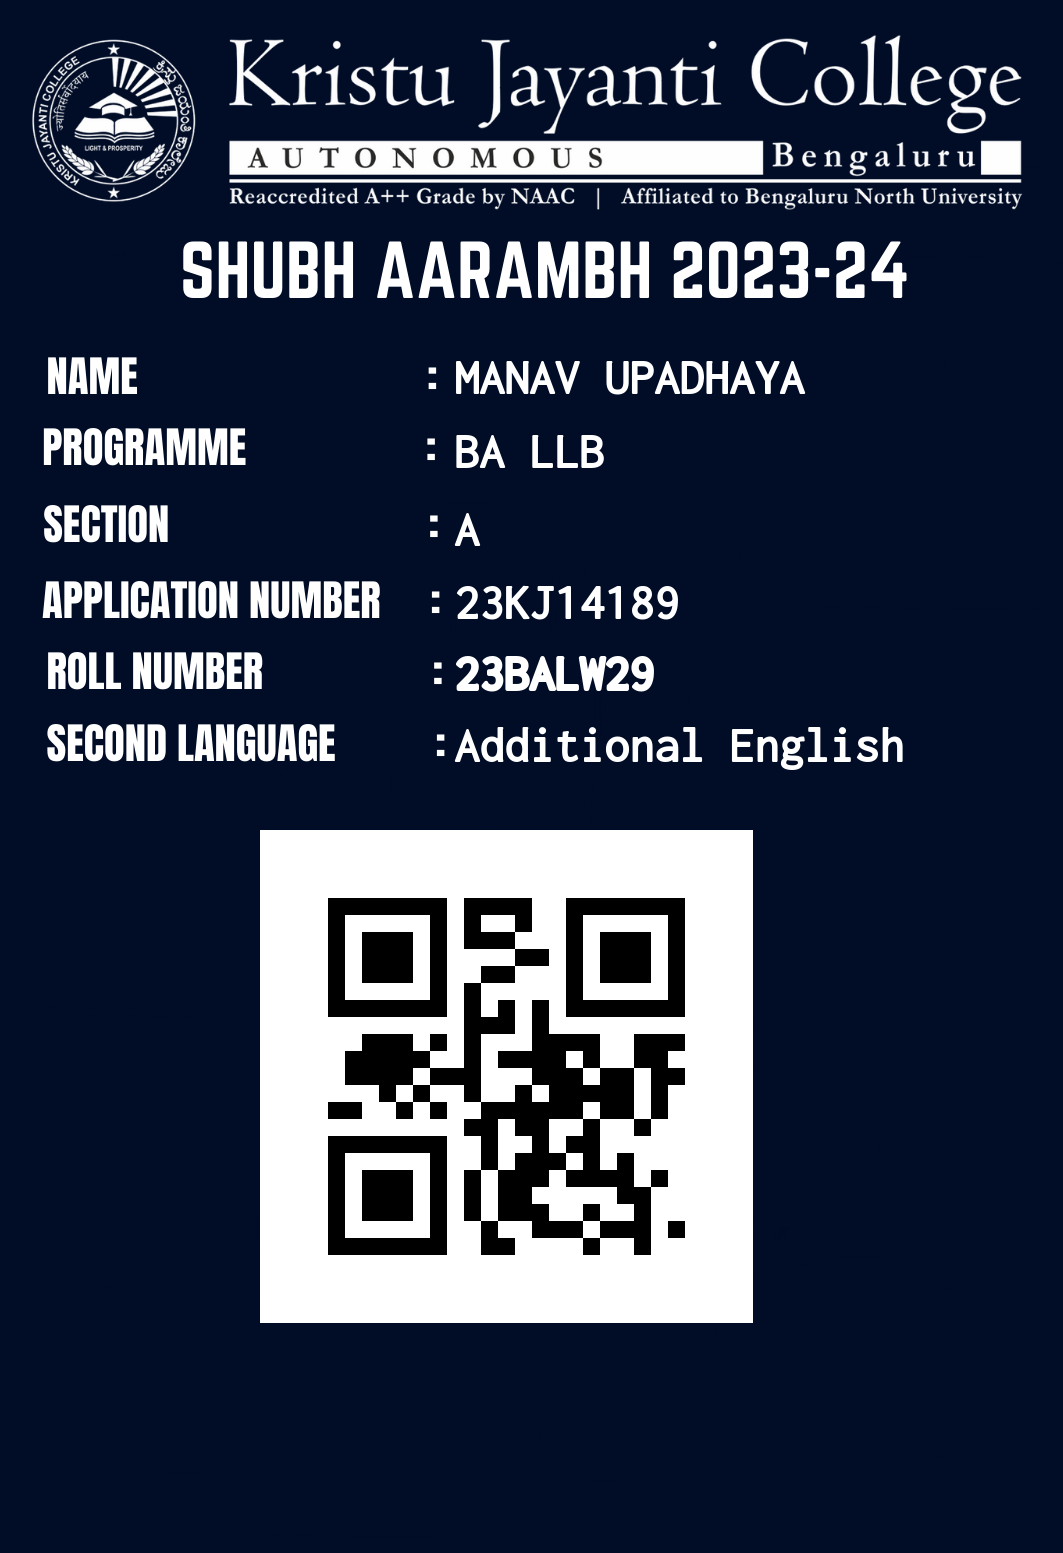 Kristu Jayanti College
AUTONOMOUS Bengaluru
Reaccredited A++ Grade by NAAC | Affiliated to Bengaluru North University
KRISTU JAYANTI COLLEGE
LIGHT & PROSPERITY
SHUBH AARAMBH 2023-24
NAME : MANAV UPADHAYA
PROGRAMME : BA LLB
SECTION : A
APPLICATION NUMBER : 23KJ14189
ROLL NUMBER : 23BALW29
SECOND LANGUAGE : Additional English